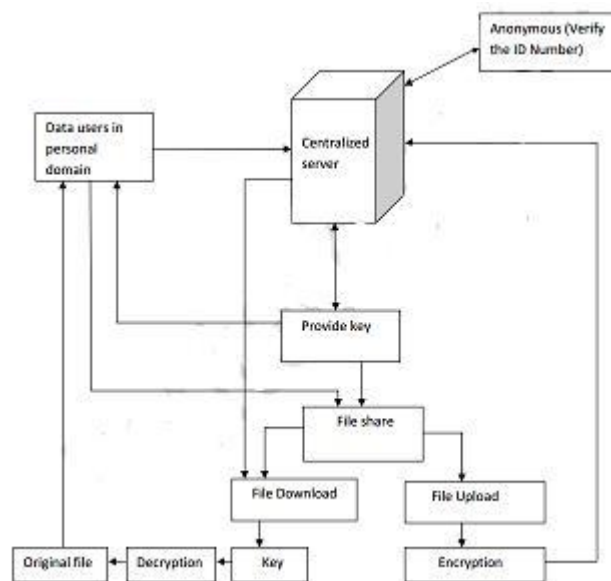 Anonymous (Verify
the ID Number)
Data users in
personal
domain
Centralized
server
Provide key
File share
File Download
File Upload
Original file
Decryption
Key
Encryption